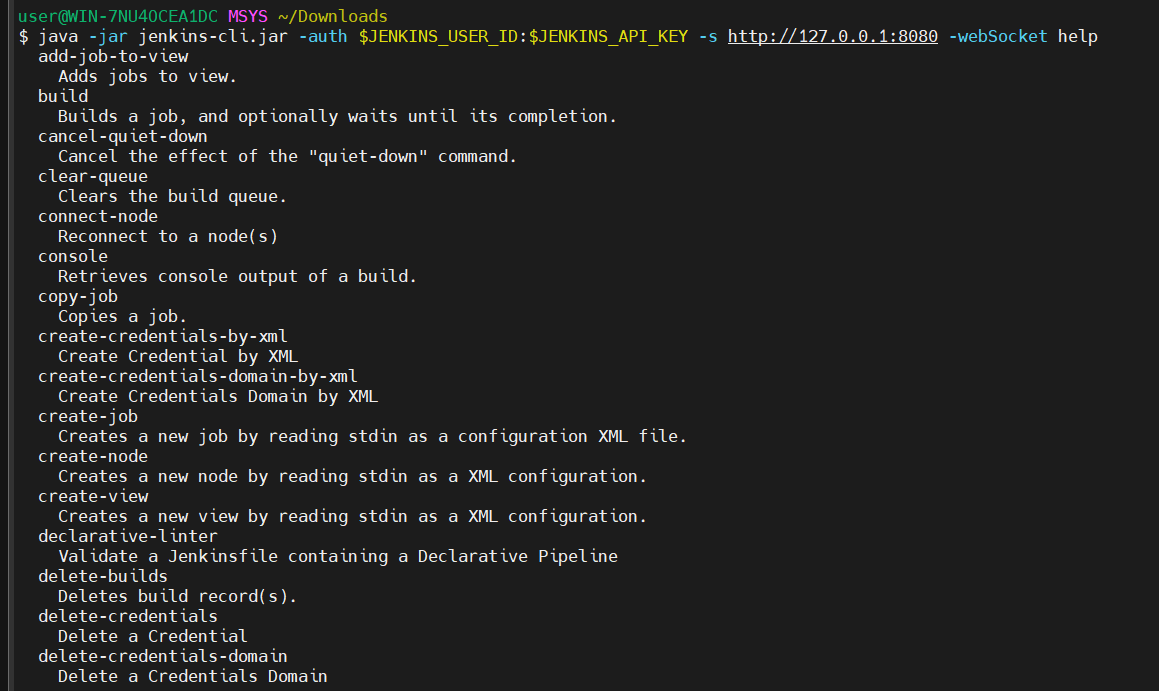 user@WIN-7NU4OCEA1DC MSYS ~/Downloads
$ java -jar jenkins-cli.jar -auth $JENKINS_USER_ID:$JENKINS_API_KEY -s http://127.0.0.1:8080 -webSocket help
  add-job-to-view
    Adds jobs to view.
  build
    Builds a job, and optionally waits until its completion.
  cancel-quiet-down
    Cancel the effect of the "quiet-down" command.
  clear-queue
    Clears the build queue.
  connect-node
    Reconnect to a node(s)
  console
    Retrieves console output of a build.
  copy-job
    Copies a job.
  create-credentials-by-xml
    Create Credential by XML
  create-credentials-domain-by-xml
    Create Credentials Domain by XML
  create-job
    Creates a new job by reading stdin as a configuration XML file.
  create-node
    Creates a new node by reading stdin as a XML configuration.
  create-view
    Creates a new view by reading stdin as a XML configuration.
  declarative-linter
    Validate a Jenkinsfile containing a Declarative Pipeline
  delete-builds
    Deletes build record(s).
  delete-credentials
    Delete a Credential
  delete-credentials-domain
    Delete a Credentials Domain